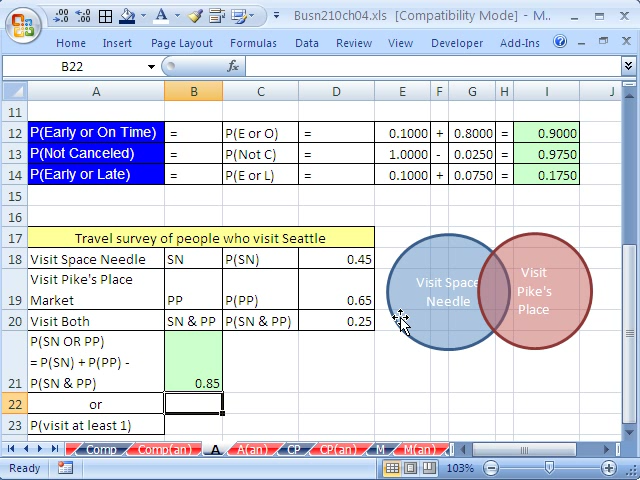 Busn210ch04.xls [Compatibility Mode] - M...
Home Insert Page Layout Formulas Data Review View Developer Add-Ins
B22 fx
A B C D E F G H I J
11
12 P(Early or On Time) = P(E or O) = 0.1000 + 0.8000 = 0.9000
13 P(Not Canceled) = P(Not C) = 1.0000 - 0.0250 = 0.9750
14 P(Early or Late) = P(E or L) = 0.1000 + 0.0750 = 0.1750
15
16
17 Travel survey of people who visit Seattle
18 Visit Space Needle SN P(SN) 0.45
Visit Pike's Place
19 Market PP P(PP) 0.65
20 Visit Both SN & PP P(SN & PP) 0.25
Visit Space
Needle
Visit
Pike's
Place
P(SN OR PP)
= P(SN) + P(PP) -
21 P(SN & PP) 0.85
22 or
23 P(visit at least 1)
Comp Comp(an) A A(an) CP CP(an) M M(an)
Ready 103%